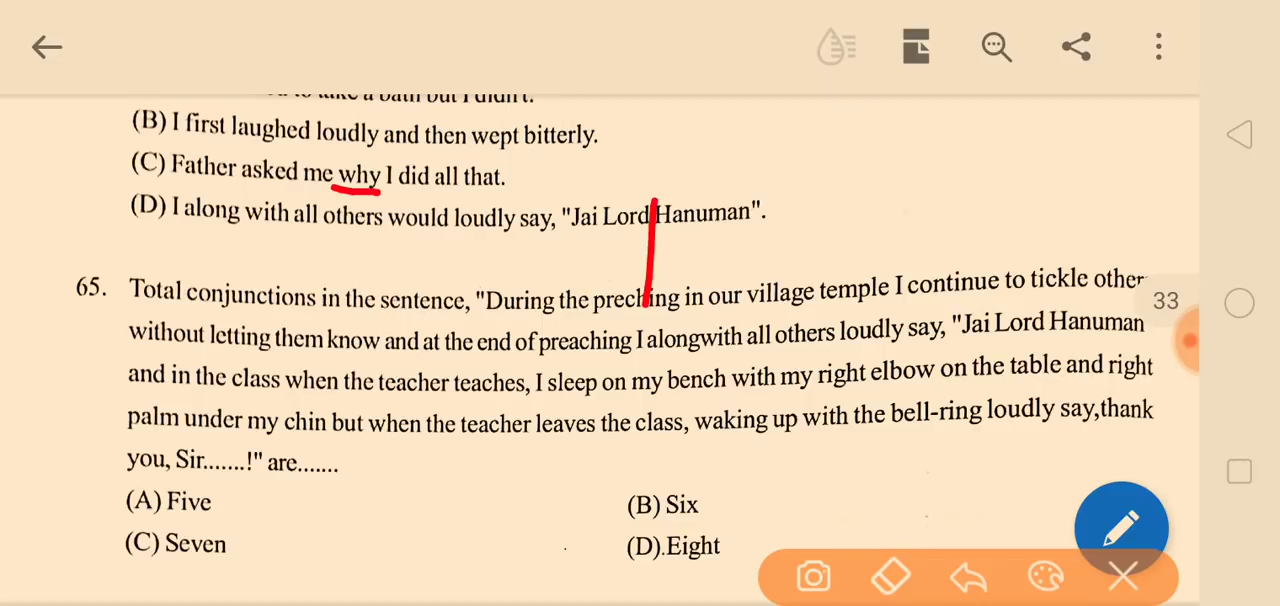 take a bath but I didn't.
(B) I first laughed loudly and then wept bitterly.
(C) Father asked me why I did all that.
(D) I along with all others would loudly say, "Jai Lord Hanuman".
65. Total conjunctions in the sentence, "During the preching in our village temple I continue to tickle other
33
without letting them know and at the end of preaching I alongwith all others loudly say, "Jai Lord Hanuman
and in the class when the teacher teaches, I sleep on my bench with my right elbow on the table and right
palm under my chin but when the teacher leaves the class, waking up with the bell-ring loudly say,thank
you, Sir.......!" are.......
(A) Five
(B) Six
(C) Seven
(D).Eight